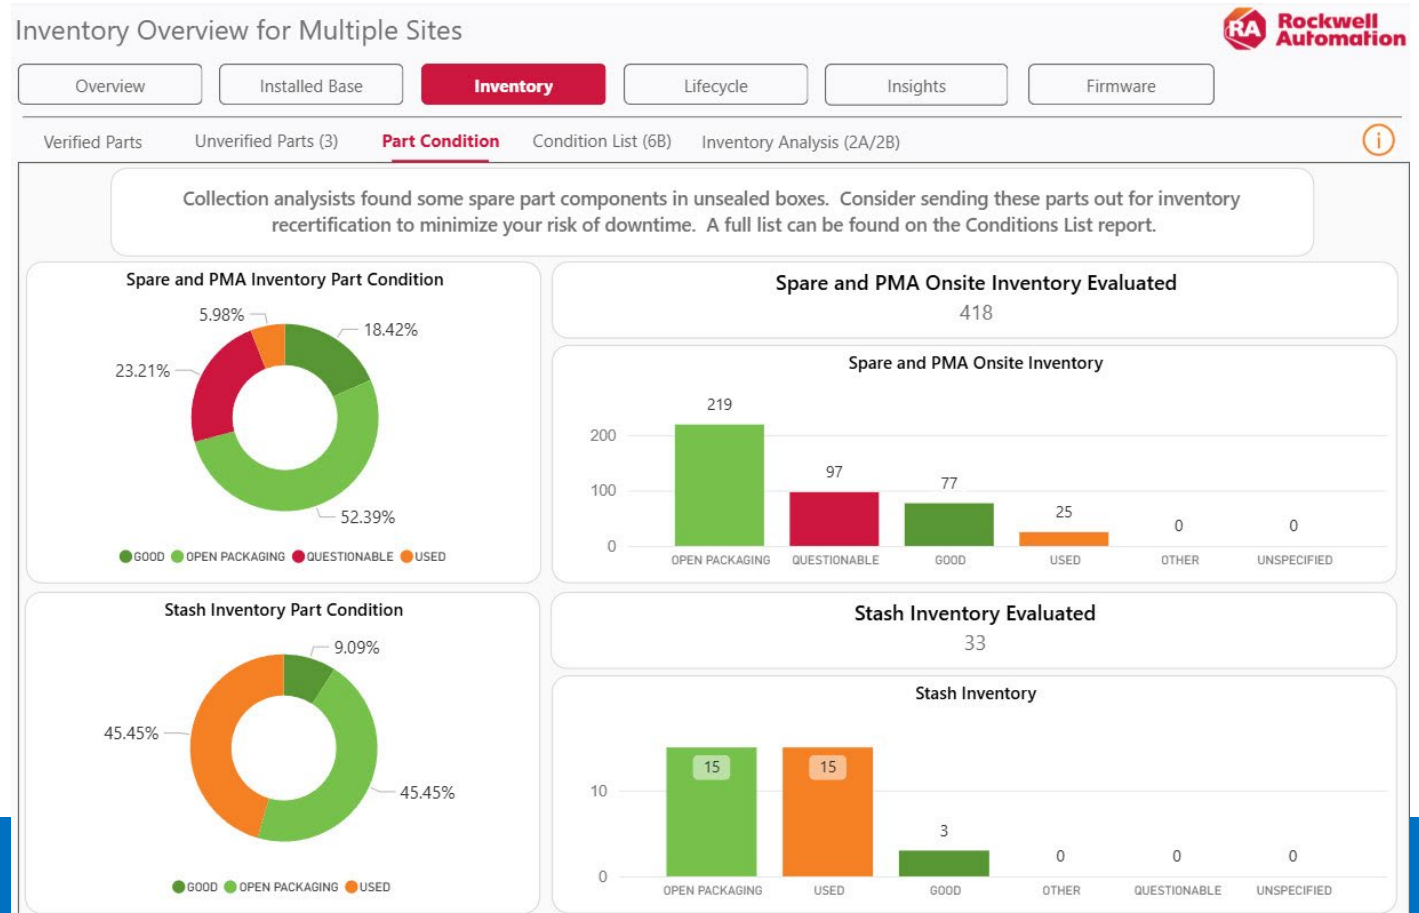 Inventory Overview for Multiple Sites
RA Rockwell
Automation
Overview
Installed Base
Inventory
Lifecycle
Insights
Firmware
Verified Parts
Unverified Parts (3)
Part Condition
Condition List (6B)
Inventory Analysis (2A/2B)
i
Collection analysists found some spare part components in unsealed boxes. Consider sending these parts out for inventory
recertification to minimize your risk of downtime. A full list can be found on the Conditions List report.
Spare and PMA Inventory Part Condition
5.98%
18.42%
23.21%
52.39%
GOOD OPEN PACKAGING QUESTIONABLE USED
Spare and PMA Onsite Inventory Evaluated
418
Spare and PMA Onsite Inventory
219
200
97
77
100
25
0
0
0
OPEN PACKAGING QUESTIONABLE GOOD USED OTHER UNSPECIFIED
Stash Inventory Part Condition
9.09%
45.45%
45.45%
GOOD OPEN PACKAGING USED
Stash Inventory Evaluated
33
Stash Inventory
15
15
10
3
0
0
0
0
OPEN PACKAGING USED GOOD OTHER QUESTIONABLE UNSPECIFIED